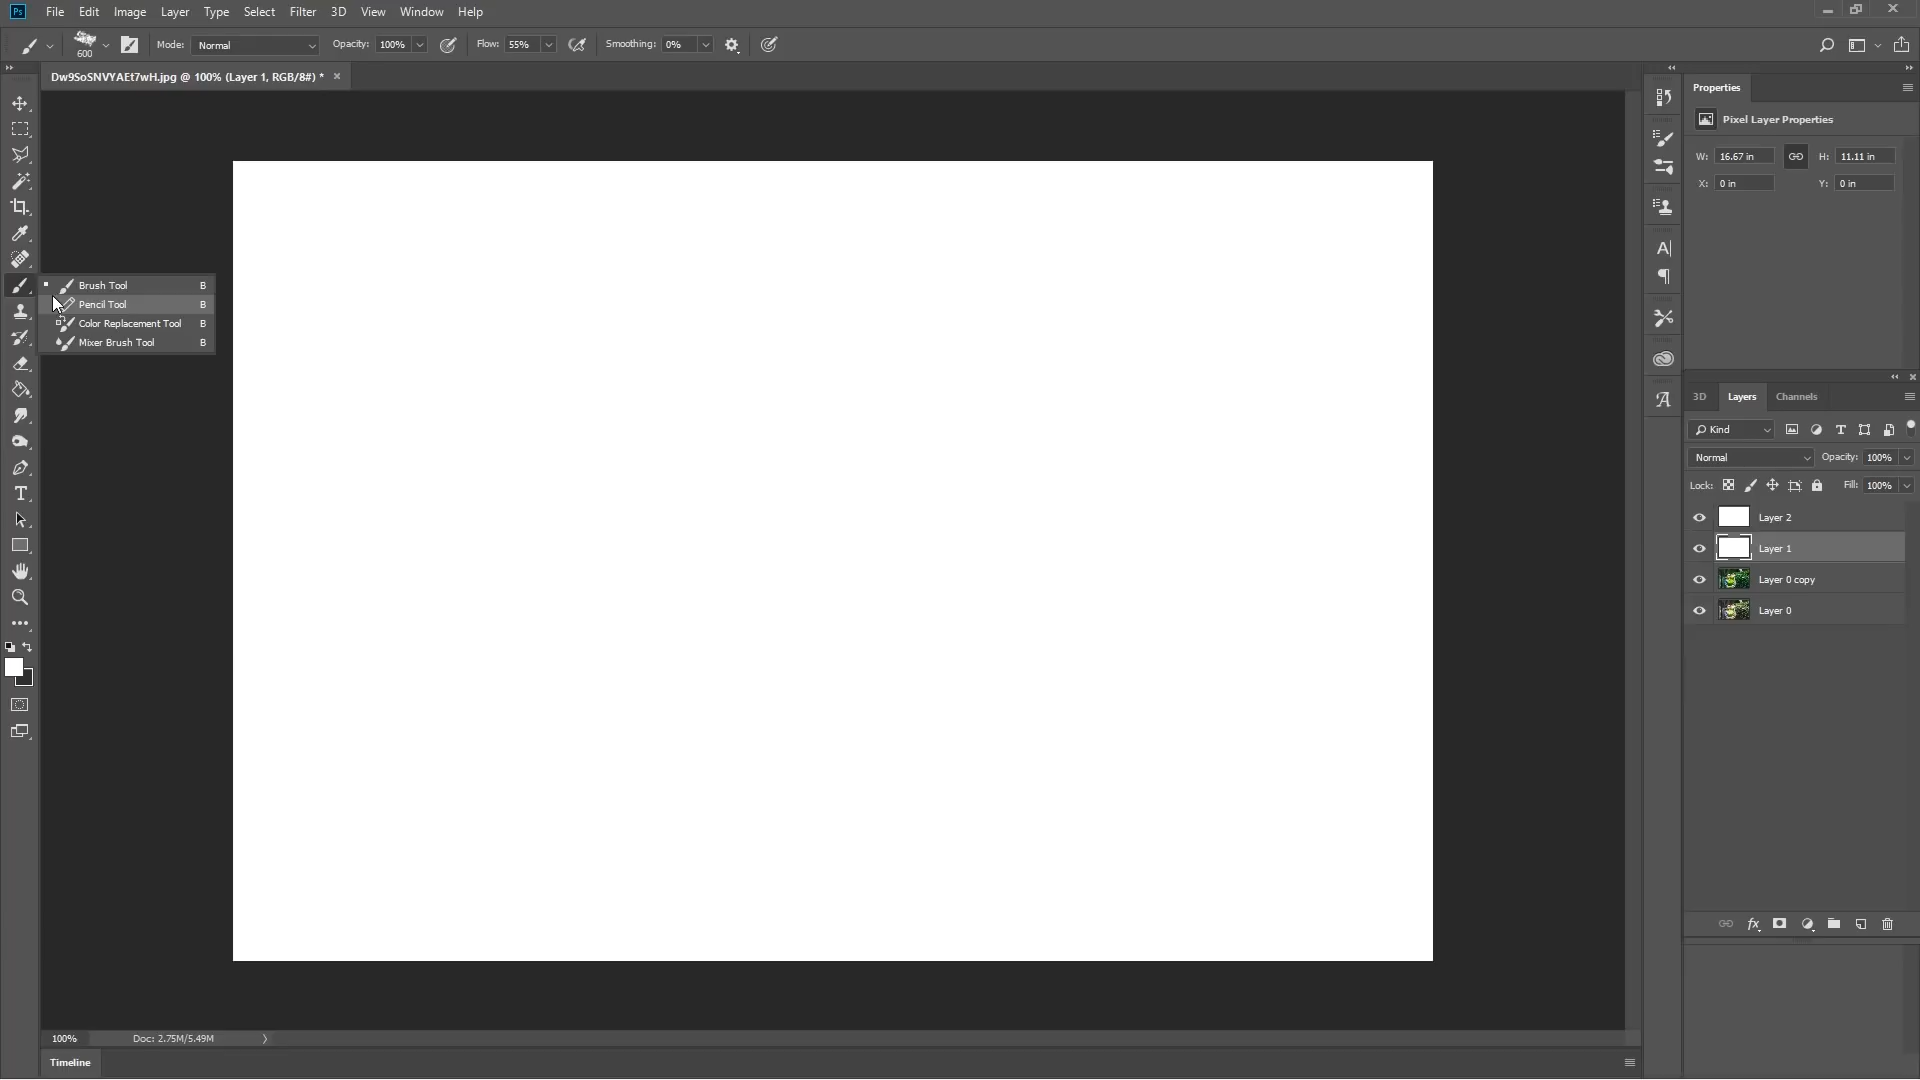 Ps File Edit Image Layer Type Select Filter 3D View Window Help
600 Mode: Normal Opacity: 100% Flow: 55% Smoothing: 0%
Dw9SoSNVYAEt7wH.jpg @ 100% (Layer 1, RGB/8#) * ×
Properties
Pixel Layer Properties
W: 16.67 in H: 11.11 in
X: 0 in Y: 0 in
Brush Tool B
Pencil Tool B
Color Replacement Tool B
Mixer Brush Tool B
3D Layers Channels
Kind
Normal Opacity: 100%
Lock: Fill: 100%
Layer 2
Layer 1
Layer 0 copy
Layer 0
fx
100% Doc: 2.75M/5.49M
Timeline